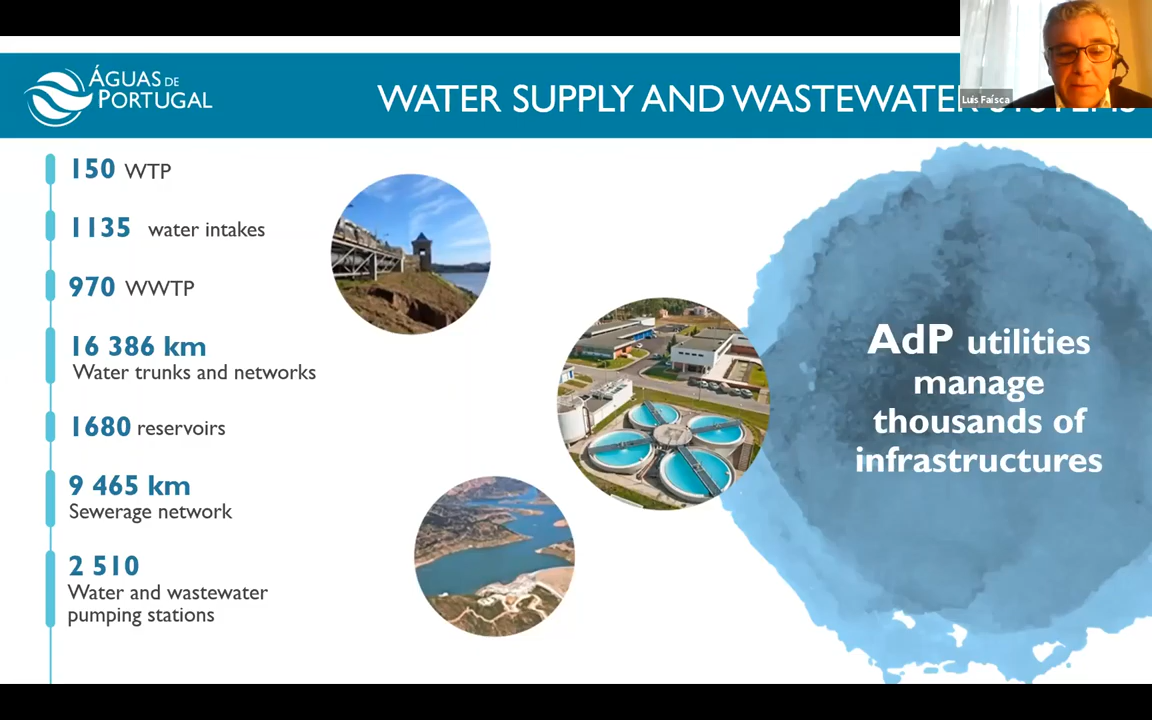 ÁGUAS DE
PORTUGAL
WATER SUPPLY AND WASTEWATER
Luís Faísca
150 WTP
1135 water intakes
970 WWTP
16 386 km
Water trunks and networks
1680 reservoirs
9 465 km
Sewerage network
2 510
Water and wastewater
pumping stations
AdP utilities
manage
thousands of
infrastructures